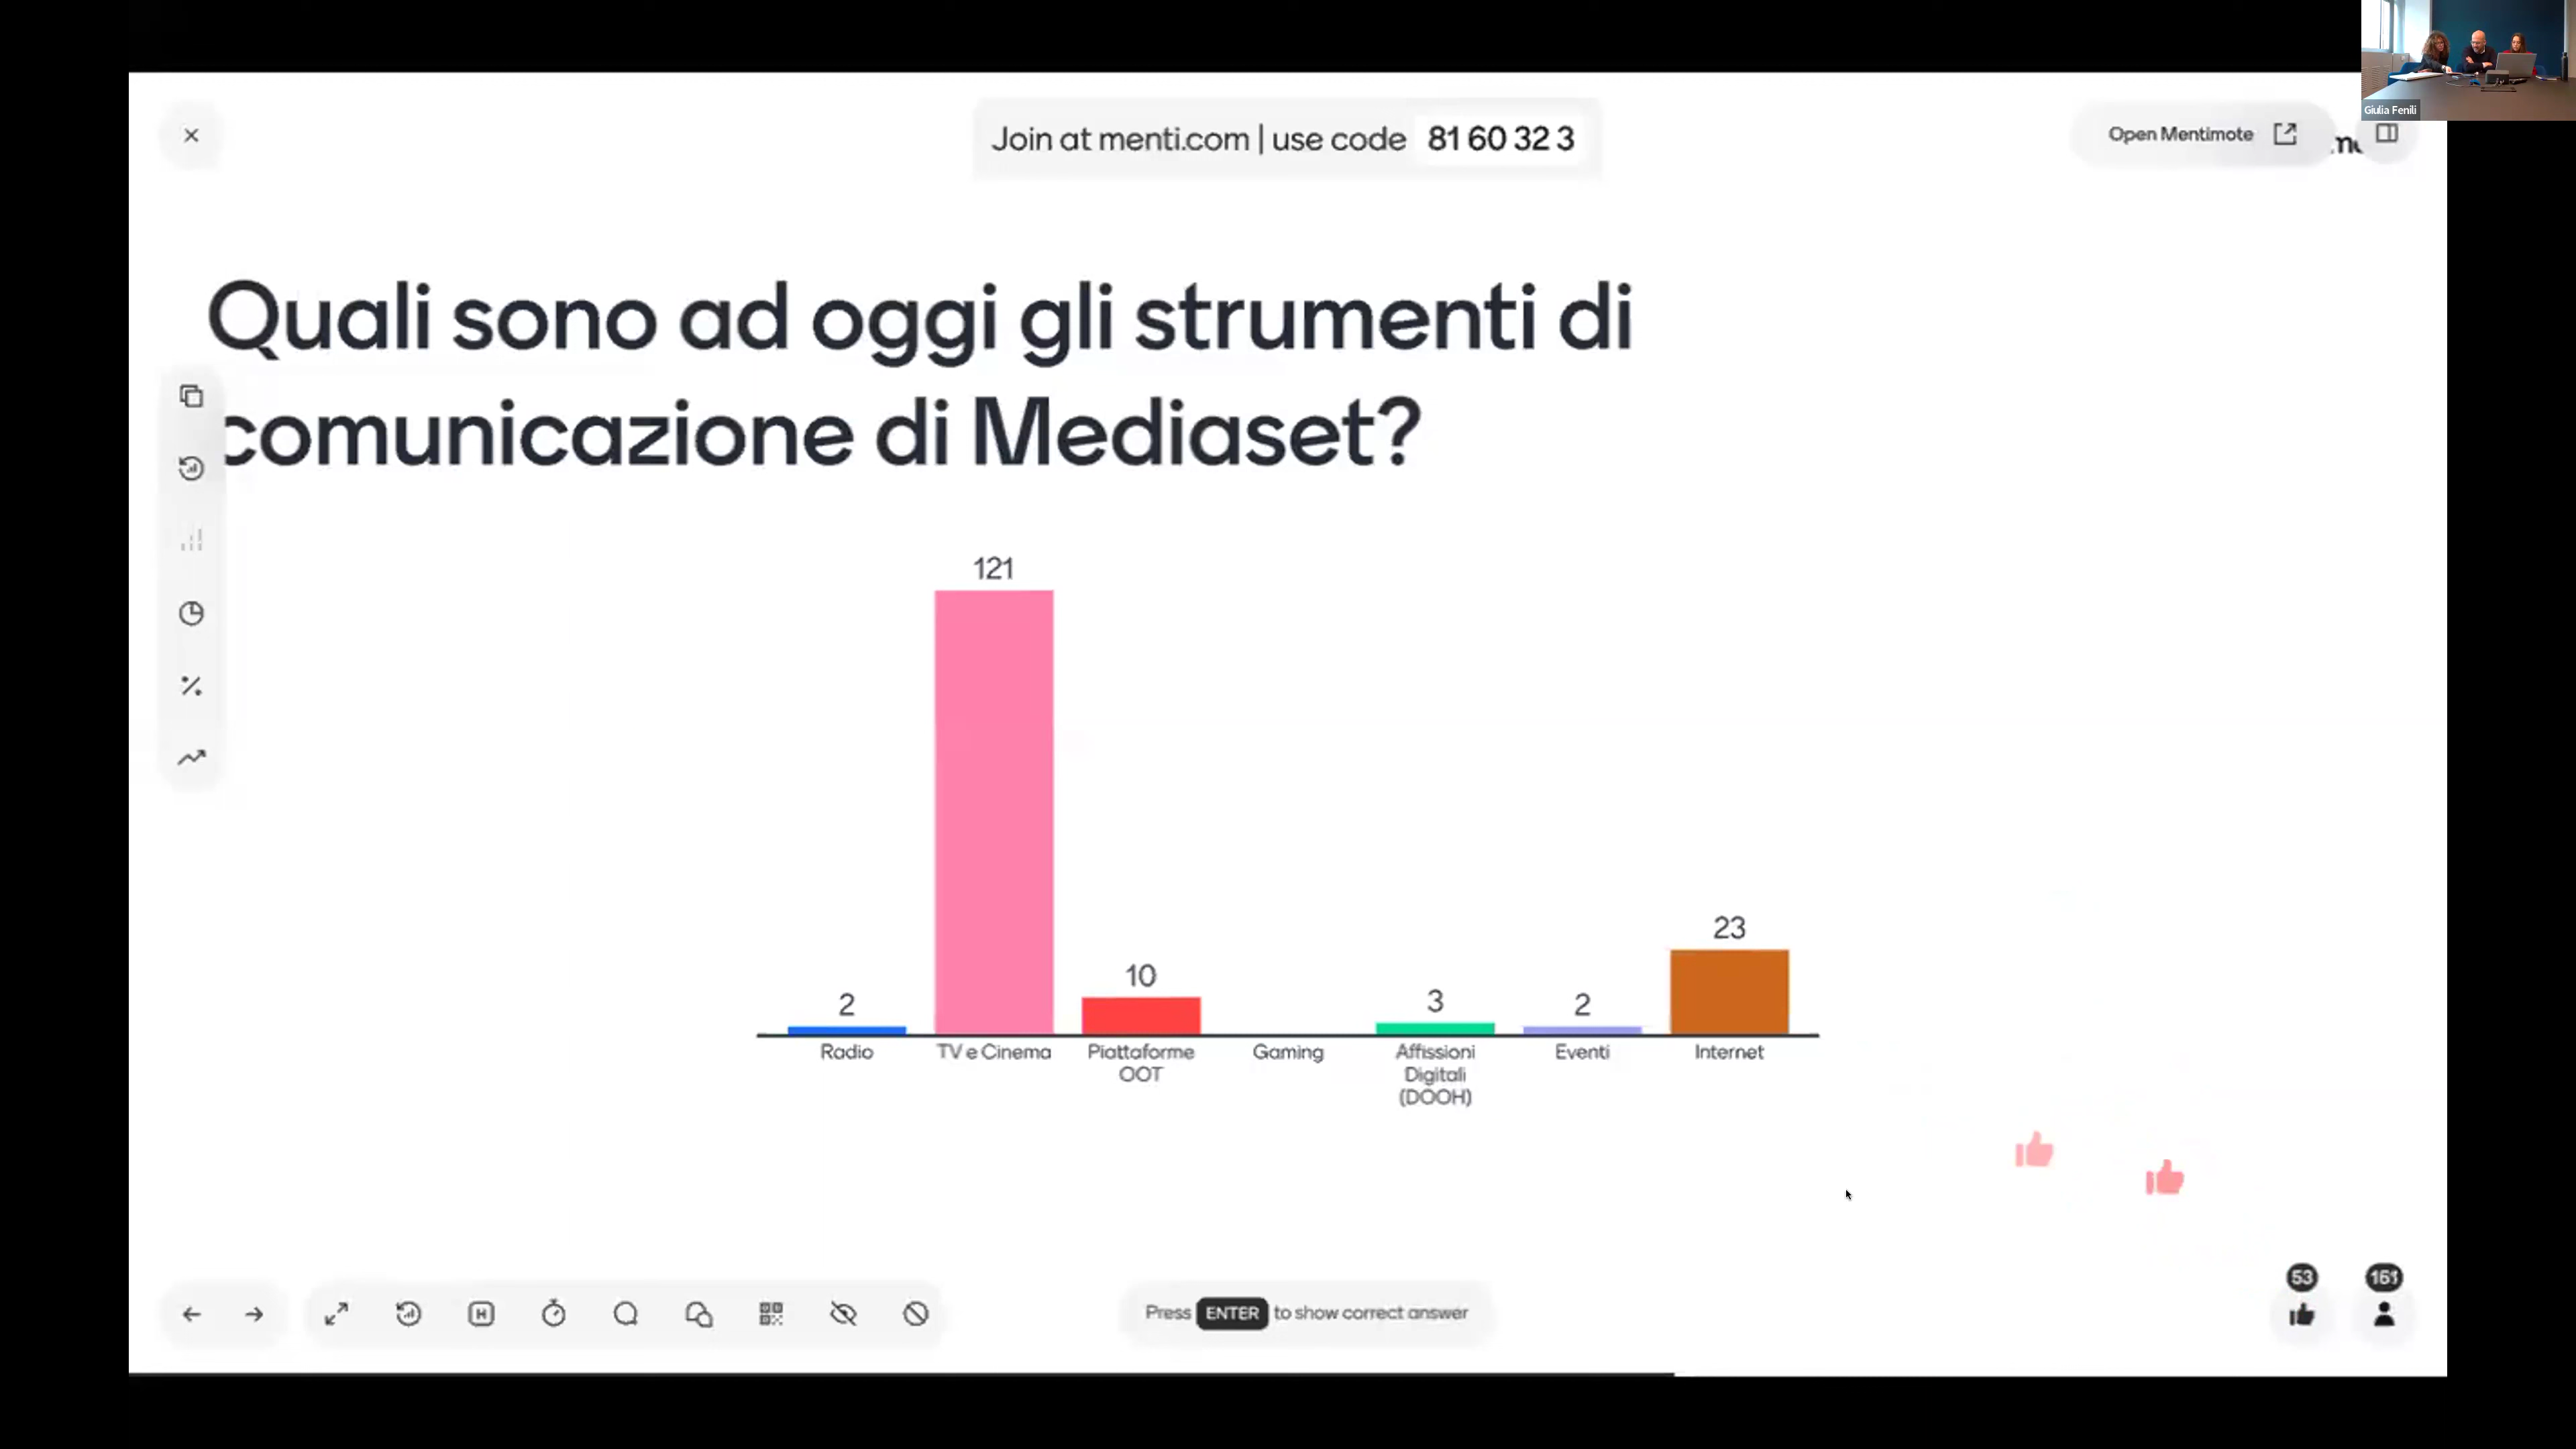 Giulia Fenili
Join at menti.com | use code 81 60 32 3
Open Mentimote
Quali sono ad oggi gli strumenti di
comunicazione di Mediaset?
121
23
10
2
3
2
Radio
TV e Cinema
Piattaforme
OOT
Gaming
Affissioni
Digitali
(DOOH)
Eventi
Internet
Press ENTER to show correct answer
53
161